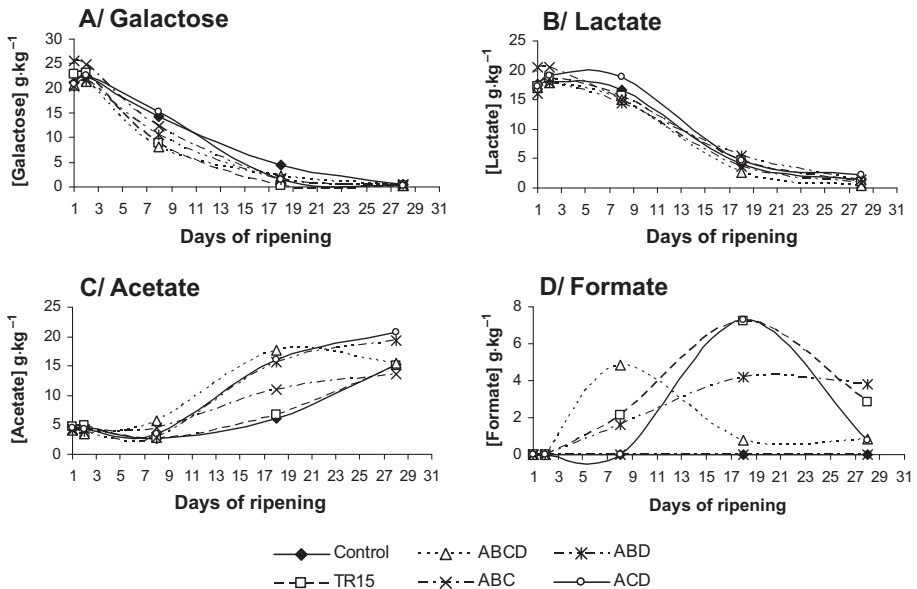 A/ Galactose
[Galactose] g·kg⁻¹
30
25
20
15
10
5
0
1 3 5 7 9 11 13 15 17 19 21 23 25 27 29 31
Days of ripening
B/ Lactate
[Lactate] g·kg⁻¹
25
20
15
10
5
0
1 3 5 7 9 11 13 15 17 19 21 23 25 27 29 31
Days of ripening
C/ Acetate
[Acetate] g·kg⁻¹
25
20
15
10
5
0
1 3 5 7 9 11 13 15 17 19 21 23 25 27 29 31
Days of ripening
D/ Formate
[Formate] g·kg⁻¹
8
6
4
2
0
1 3 5 7 9 11 13 15 17 19 21 23 25 27 29 31
Days of ripening
Control ABCD ABD
TR15 ABC ACD